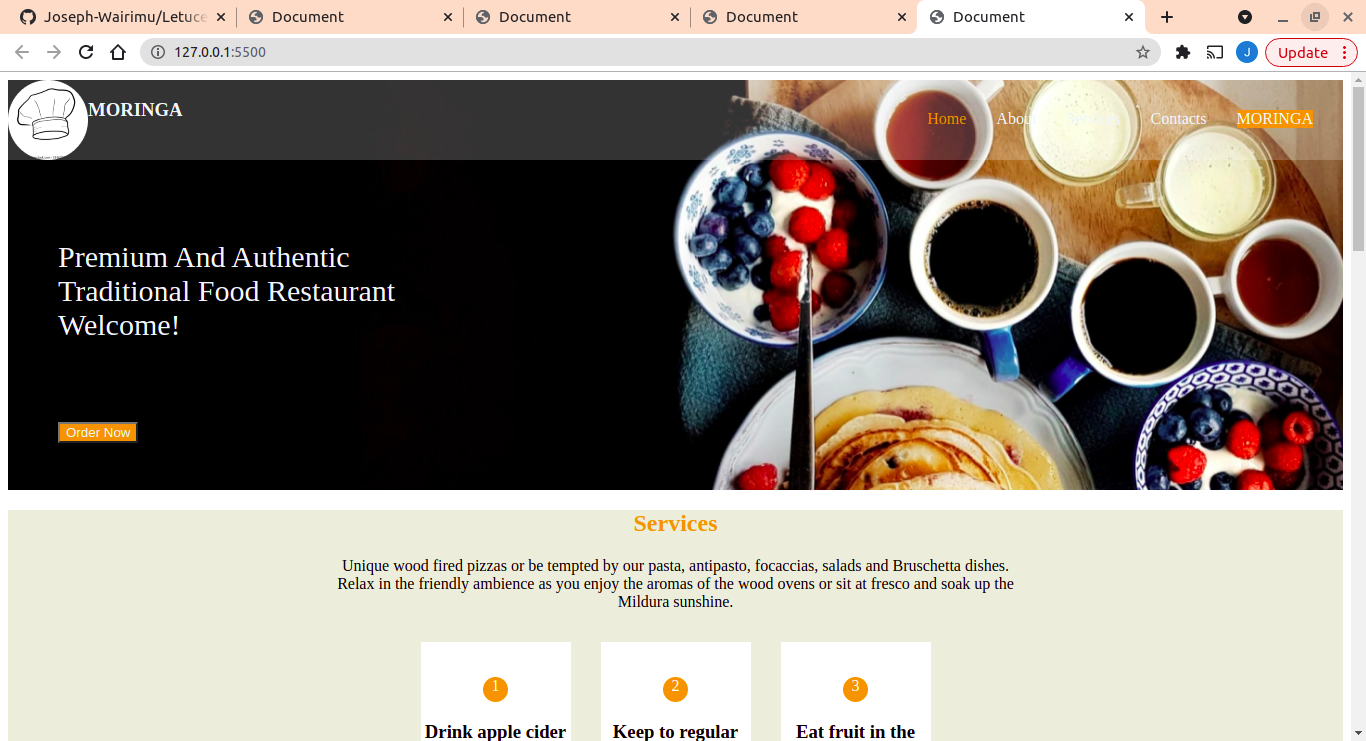 Joseph-Wairimu/Letuce
Document
Document
Document
Document
127.0.0.1:5500
J
Update
MORINGA
Home
About
Contacts
MORINGA
Premium And Authentic
Traditional Food Restaurant
Welcome!
Order Now
Services
Unique wood fired pizzas or be tempted by our pasta, antipasto, focaccias, salads and Bruschetta dishes.
Relax in the friendly ambience as you enjoy the aromas of the wood ovens or sit at fresco and soak up the
Mildura sunshine.
1
2
3
Drink apple cider
Keep to regular
Eat fruit in the